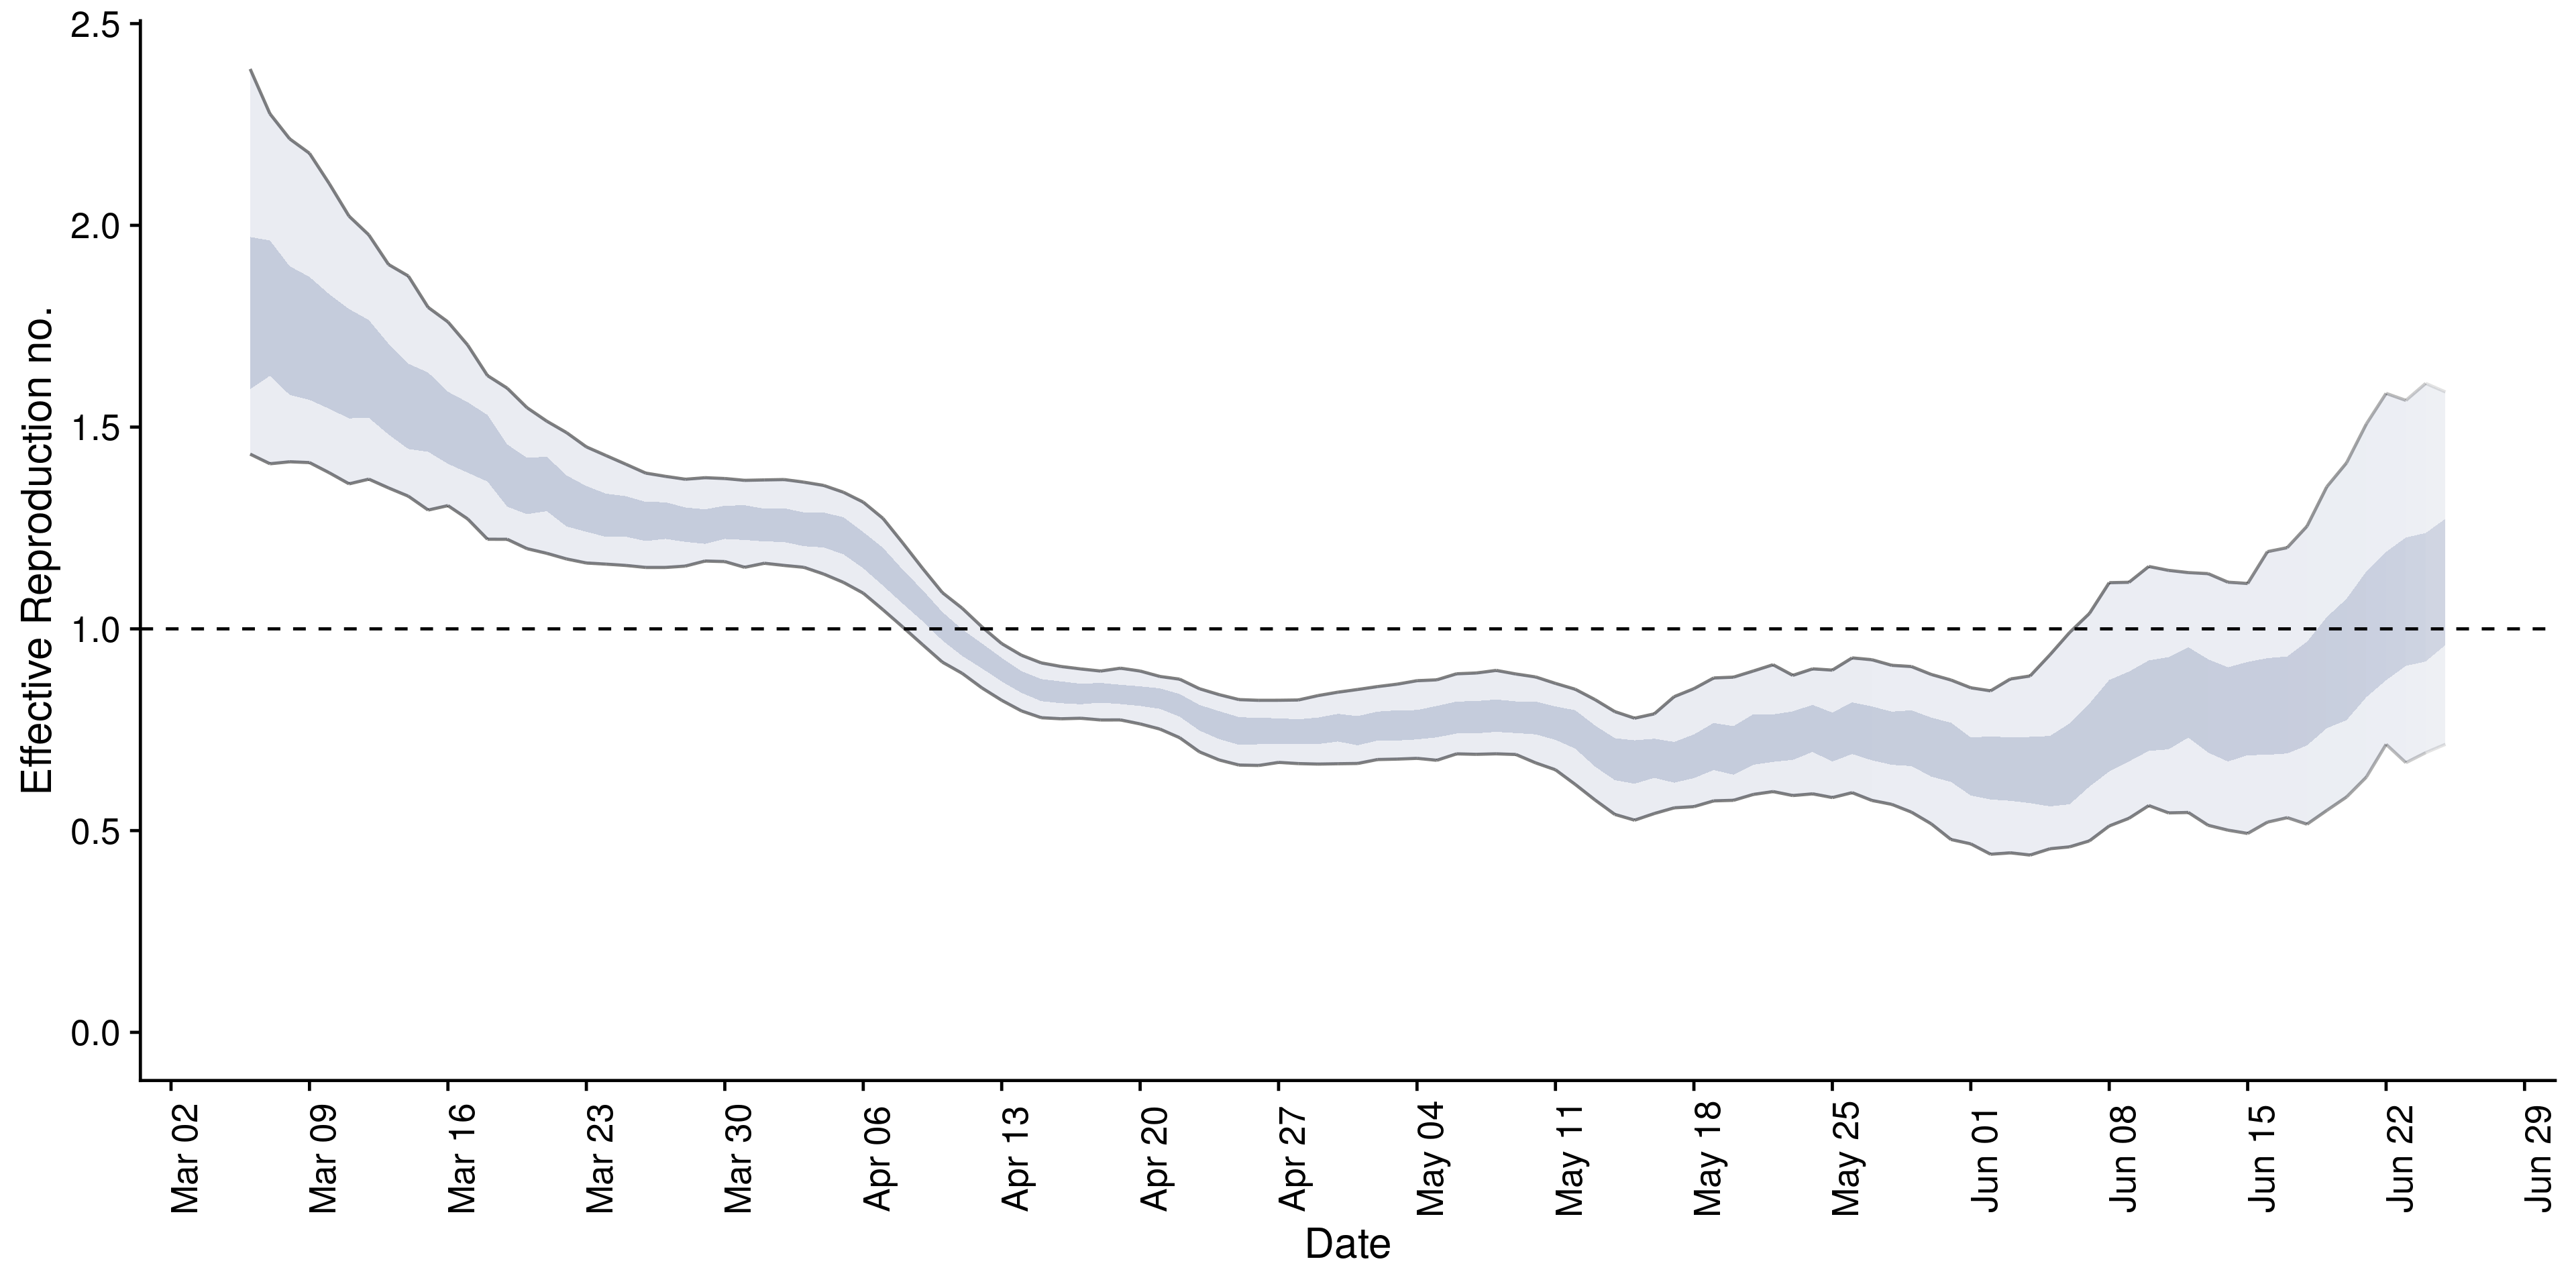 2.5
2.0
1.5
1.0
0.5
0.0
Effective Reproduction no.
Mar 02
Mar 09
Mar 16
Mar 23
Mar 30
Apr 06
Apr 13
Apr 20
Apr 27
May 04
May 11
May 18
May 25
Jun 01
Jun 08
Jun 15
Jun 22
Jun 29
Date